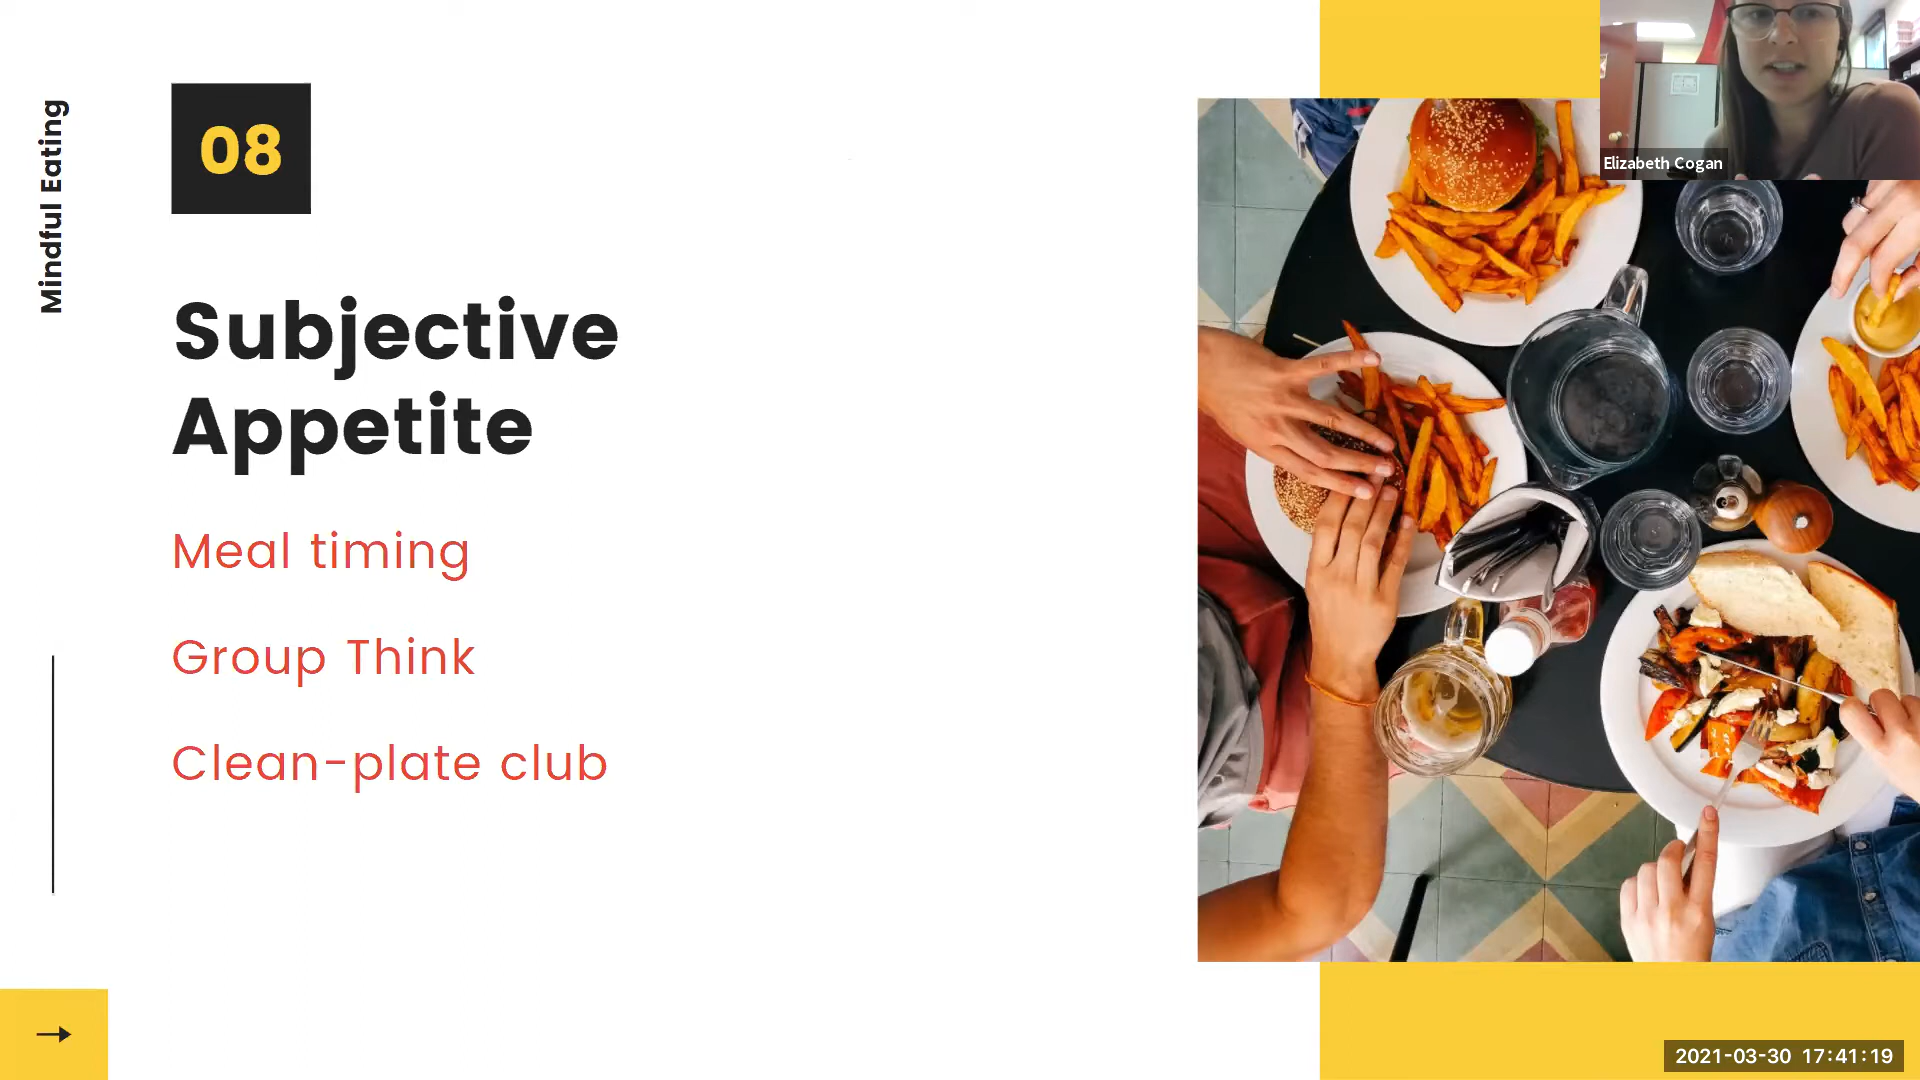 Mindful Eating
08
Subjective
Appetite
Meal timing
Group Think
Clean-plate club
Elizabeth Cogan
2021-03-30 17:41:19